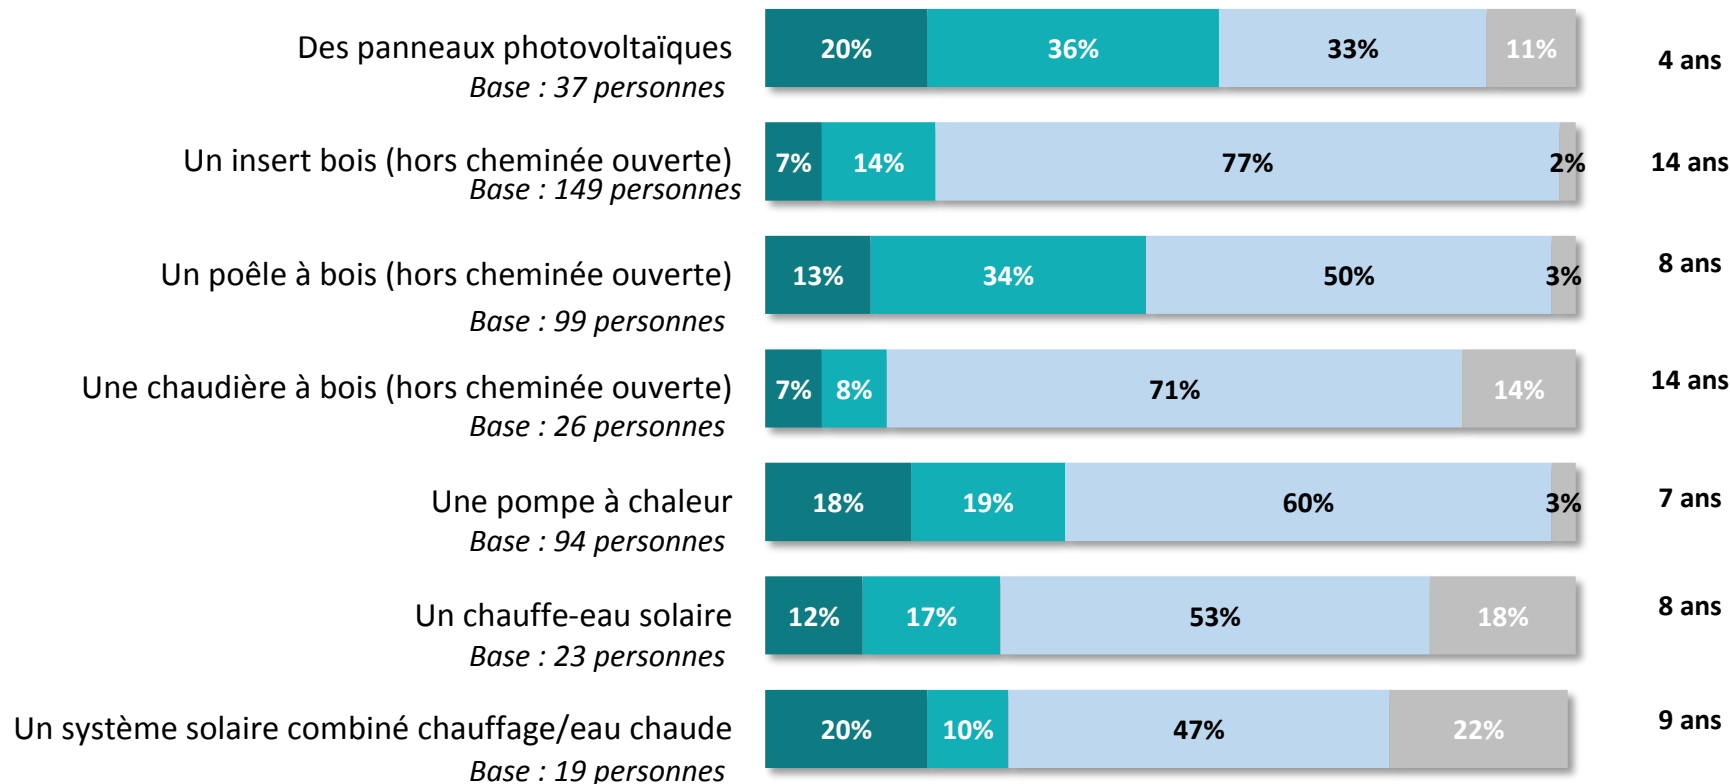 Des panneaux photovoltaïques 20% 36% 33% 11% 4 ans
Base : 37 personnes
Un insert bois (hors cheminée ouverte) 7% 14% 77% 2% 14 ans
Base : 149 personnes
Un poêle à bois (hors cheminée ouverte) 13% 34% 50% 3% 8 ans
Base : 99 personnes
Une chaudière à bois (hors cheminée ouverte) 7% 8% 71% 14% 14 ans
Base : 26 personnes
Une pompe à chaleur 18% 19% 60% 3% 7 ans
Base : 94 personnes
Un chauffe-eau solaire 12% 17% 53% 18% 8 ans
Base : 23 personnes
Un système solaire combiné chauffage/eau chaude 20% 10% 47% 22% 9 ans
Base : 19 personnes